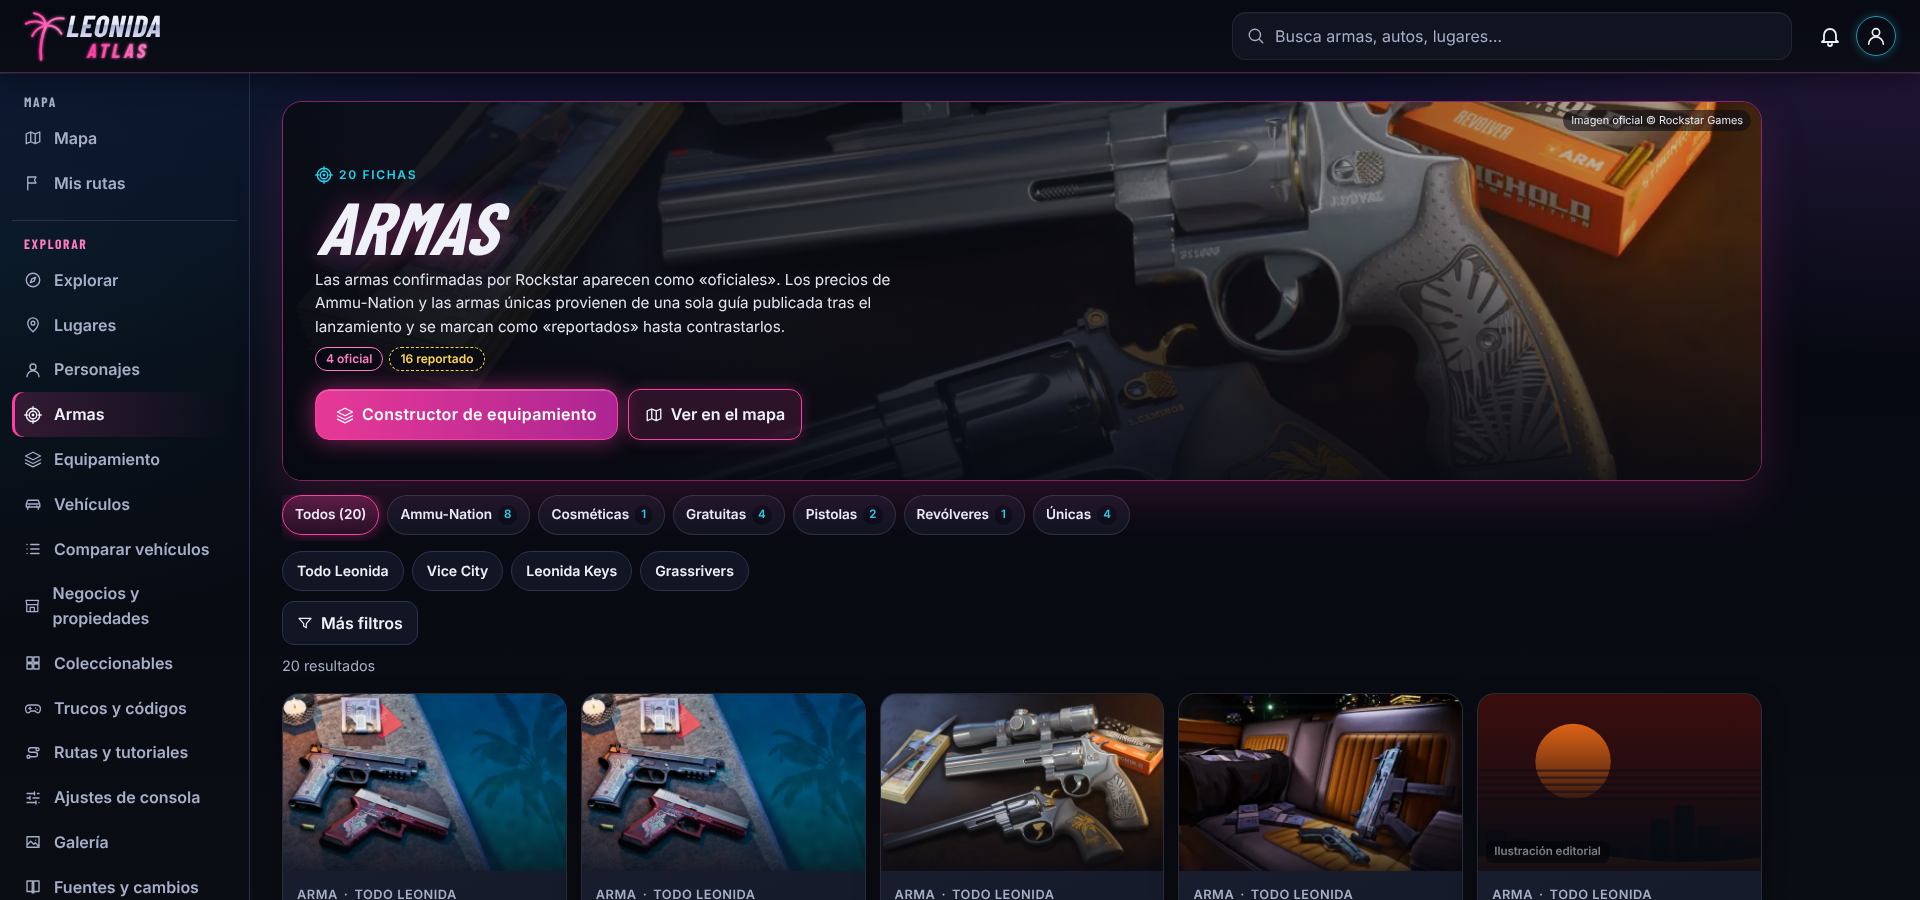 LEONIDA
ATLAS
Busca armas, autos, lugares...
MAPA
Mapa
Mis rutas
EXPLORAR
Explorar
Lugares
Personajes
Armas
Equipamiento
Vehículos
Comparar vehículos
Negocios y
propiedades
Coleccionables
Trucos y códigos
Rutas y tutoriales
Ajustes de consola
Galería
Fuentes y cambios
Imagen oficial © Rockstar Games
REVOLVER
ARM
J.DUVAL
20 FICHAS
ARMAS
Las armas confirmadas por Rockstar aparecen como «oficiales». Los precios de
Ammu-Nation y las armas únicas provienen de una sola guía publicada tras el
lanzamiento y se marcan como «reportados» hasta contrastarlos.
4 oficial
16 reportado
Constructor de equipamiento
Ver en el mapa
Todos (20)
Ammu-Nation 8
Cosméticas 1
Gratuitas 4
Pistolas 2
Revólveres 1
Únicas 4
Todo Leonida
Vice City
Leonida Keys
Grassrivers
Más filtros
20 resultados
Ilustración editorial
ARMA · TODO LEONIDA
ARMA · TODO LEONIDA
ARMA · TODO LEONIDA
ARMA · TODO LEONIDA
ARMA · TODO LEONIDA